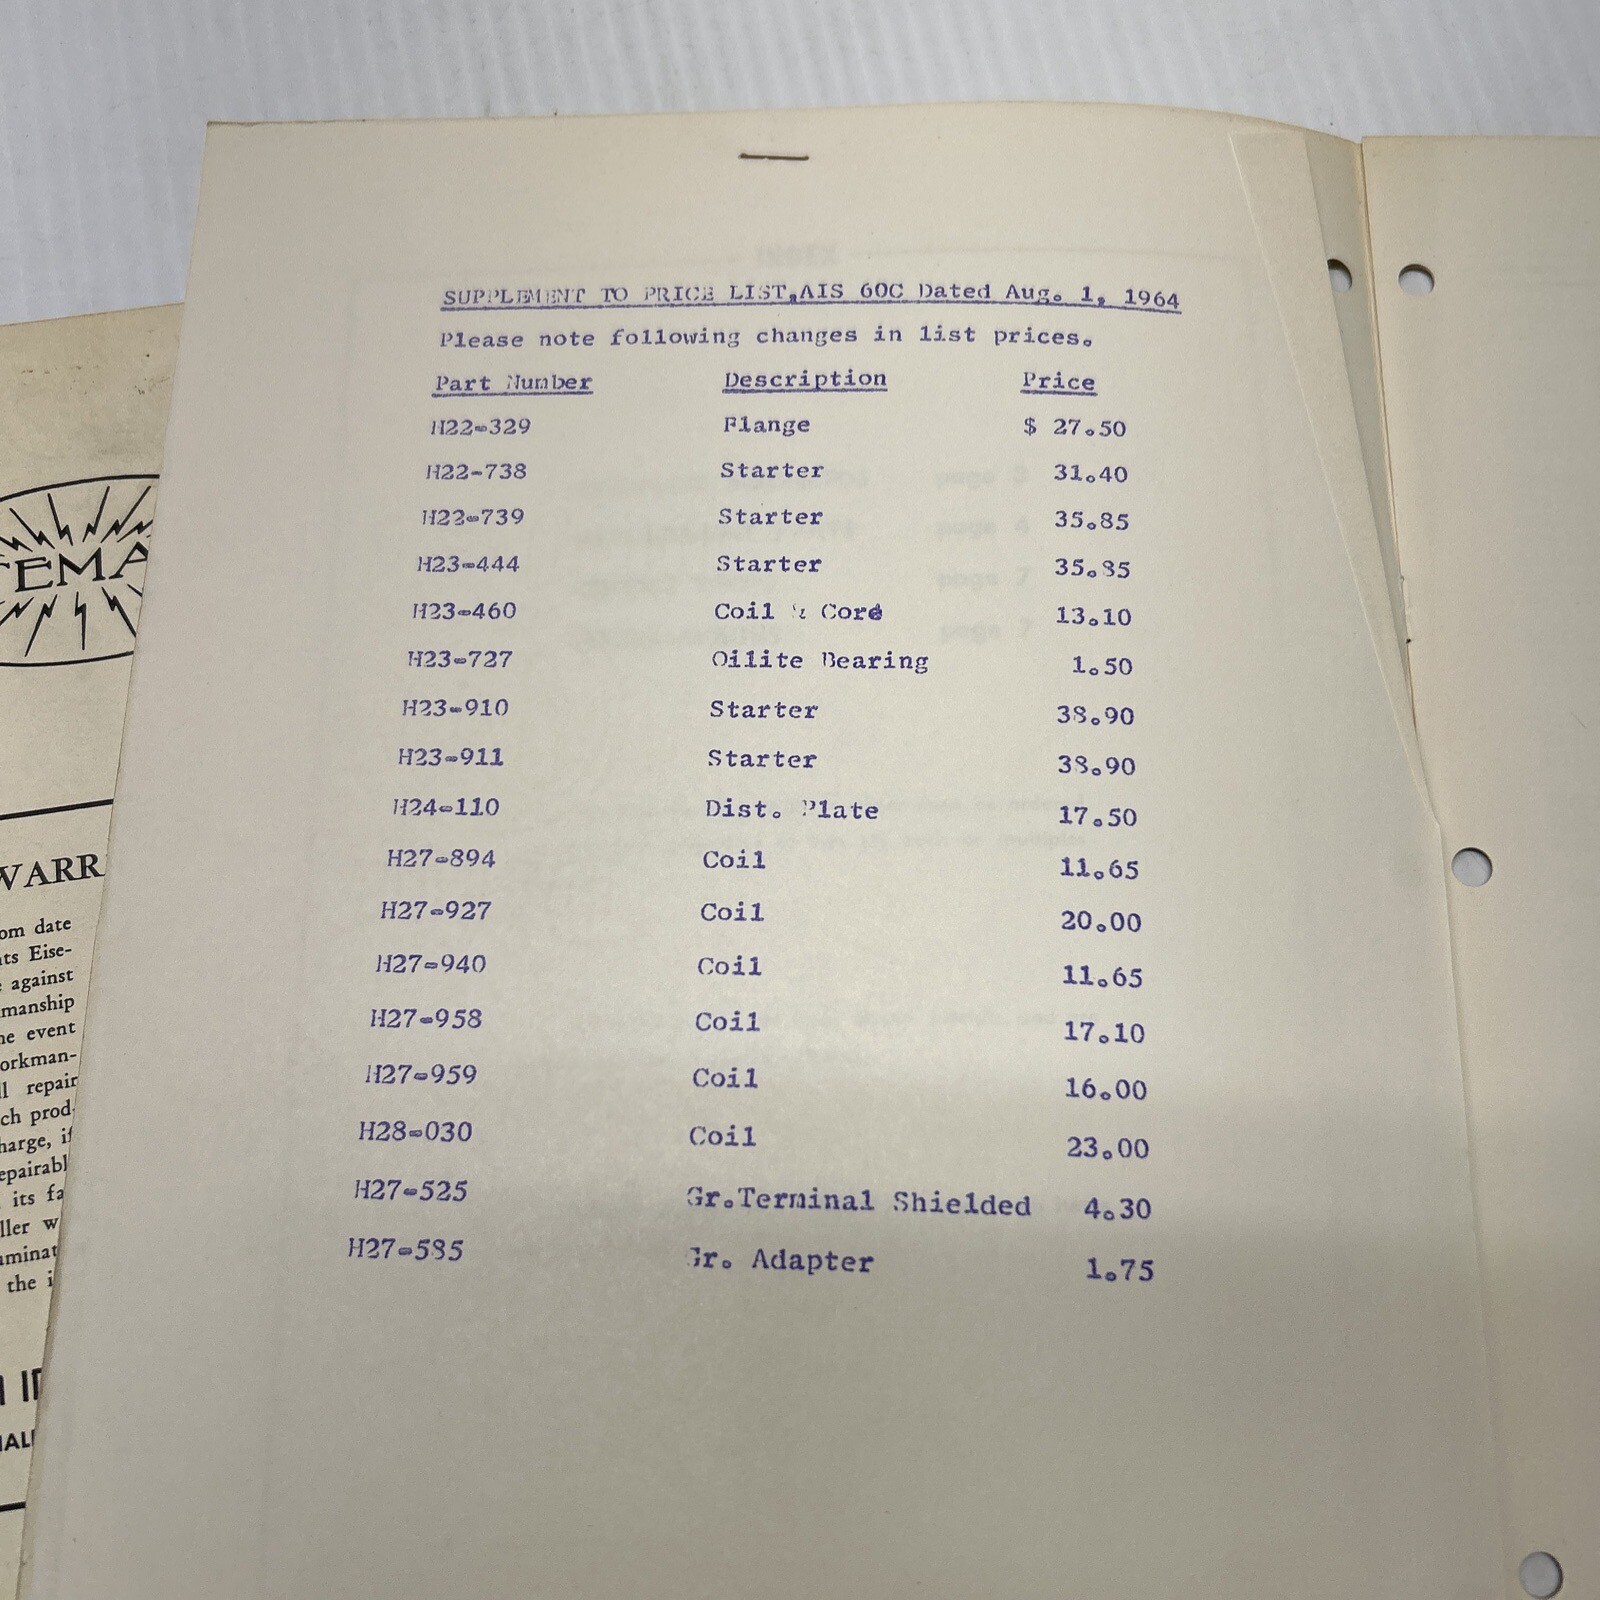 SUPPLEMENT TO PRICE LIST,AIS 60C Dated Aug. 1, 1964
Please note following changes in list prices.
Part Number Description Price
H22-329 Flange $ 27.50
H22-738 Starter 31.40
H22-739 Starter 35.85
H23-444 Starter 35.85
H23-460 Coil & Core 13.10
H23-727 Oilite Bearing 1.50
H23-910 Starter 38.90
H23-911 Starter 38.90
H24-110 Dist. Plate 17.50
H27-894 Coil 11.65
H27-927 Coil 20.00
H27-940 Coil 11.65
H27-958 Coil 17.10
H27-959 Coil 16.00
H28-030 Coil 23.00
H27-525 Gr.Terminal Shielded 4.30
H27-585 Gr. Adapter 1.75
TEMA
WARR
om date
ts Eise-
against
manship
ne event
orkman-
ll repair
ch prod-
harge, if
epairabl
its fa
ller w
minat
the i